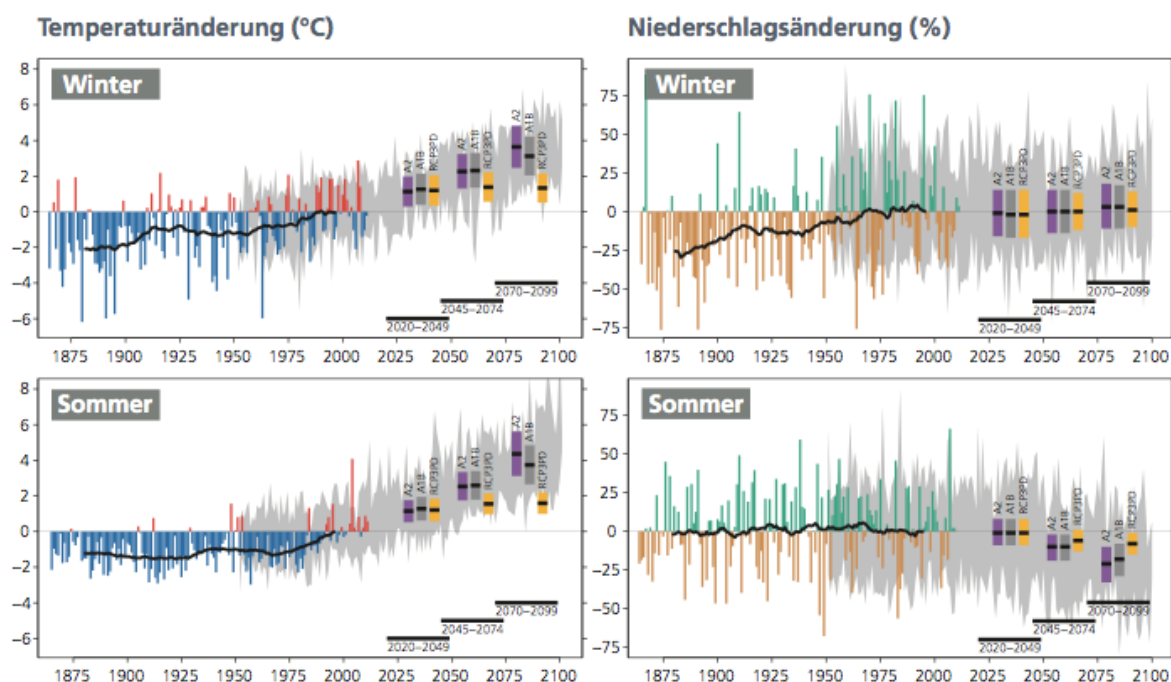 Temperaturänderung (°C)
Niederschlagsänderung (%)
Winter
8
6
4
2
0
−2
−4
−6
A2
A1B
RCP3PD
A2
A1B
RCP3PD
A2
A1B
RCP3PD
2070–2099
2045–2074
2020–2049
1875 1900 1925 1950 1975 2000 2025 2050 2075 2100
Winter
75
50
25
0
−25
−50
−75
A2
A1B
RCP3PD
A2
A1B
RCP3PD
A2
A1B
RCP3PD
2070–2099
2045–2074
2020–2049
1875 1900 1925 1950 1975 2000 2025 2050 2075 2100
Sommer
8
6
4
2
0
−2
−4
−6
A2
A1B
RCP3PD
A2
A1B
RCP3PD
A2
A1B
RCP3PD
2070–2099
2045–2074
2020–2049
1875 1900 1925 1950 1975 2000 2025 2050 2075 2100
Sommer
75
50
25
0
−25
−50
−75
A2
A1B
RCP3PD
A2
A1B
RCP3PD
A2
A1B
RCP3PD
2070–2099
2045–2074
2020–2049
1875 1900 1925 1950 1975 2000 2025 2050 2075 2100